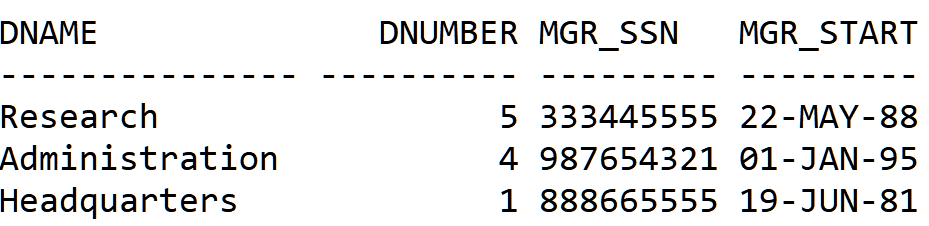 DNAME                DNUMBER MGR_SSN   MGR_START
--------------- ---------- --------- ---------
Research                   5 333445555 22-MAY-88
Administration             4 987654321 01-JAN-95
Headquarters               1 888665555 19-JUN-81